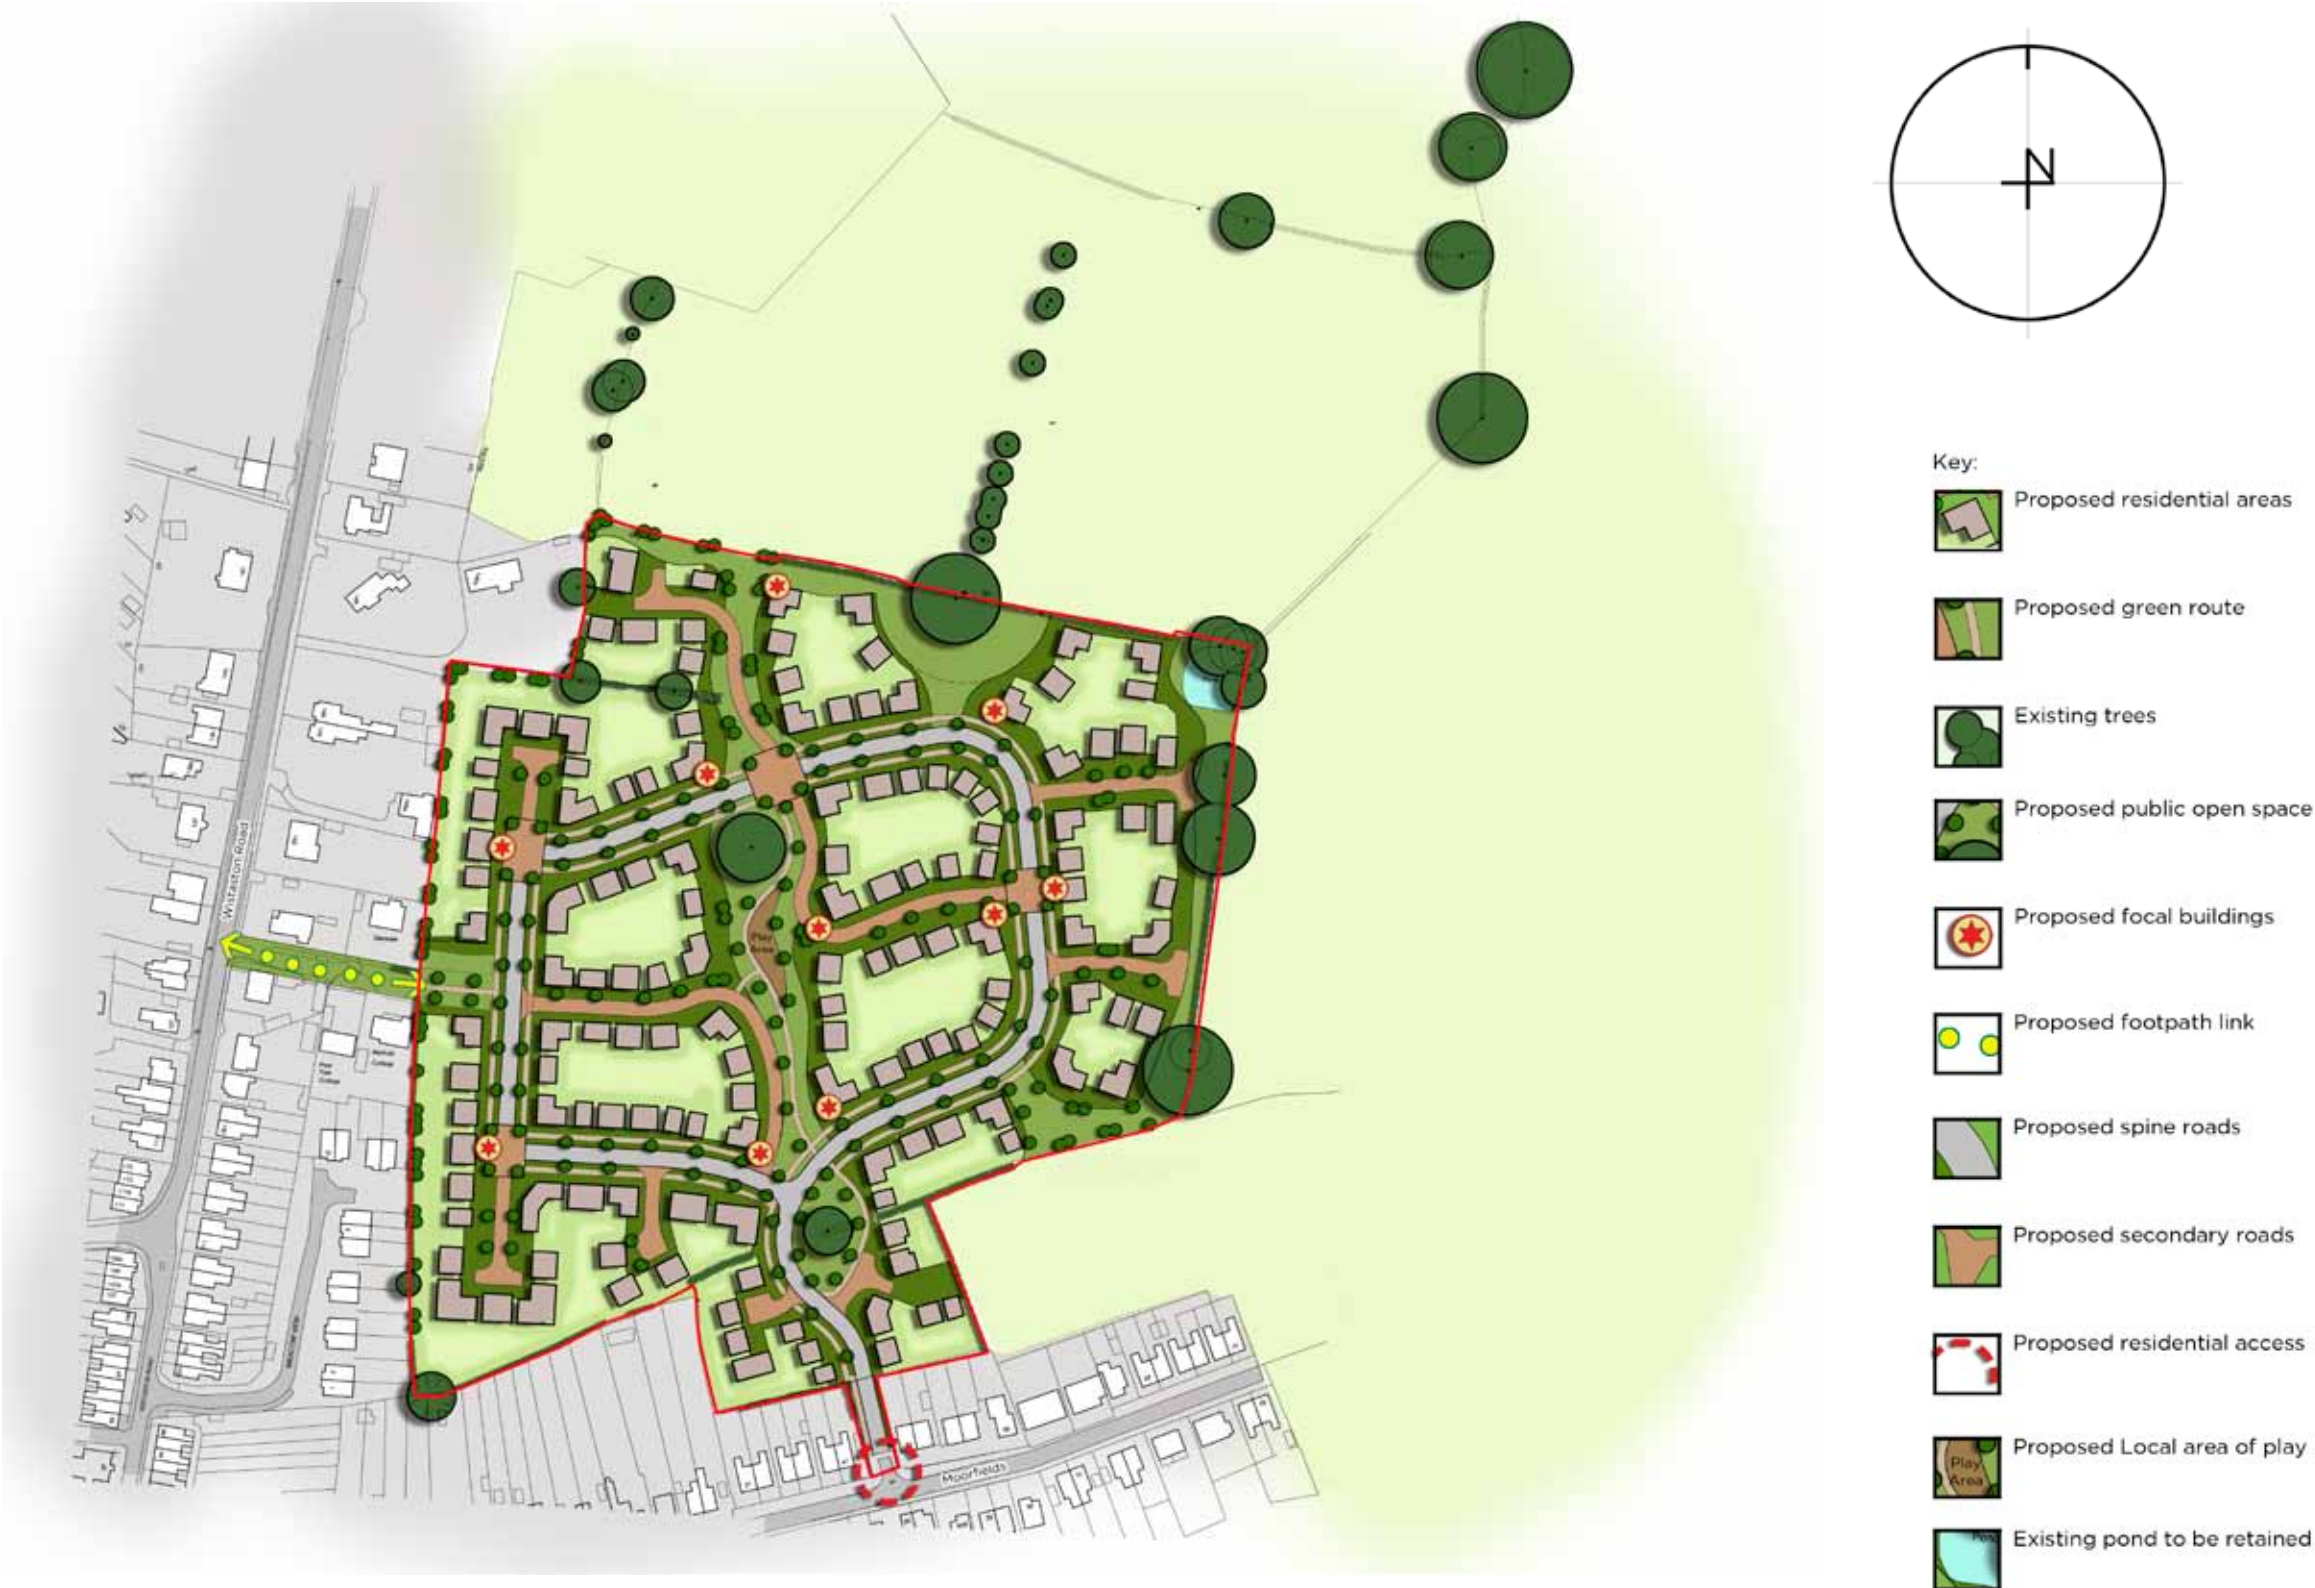 N
Key:
Proposed residential areas
Proposed green route
Existing trees
Proposed public open space
Proposed focal buildings
Proposed footpath link
Proposed spine roads
Proposed secondary roads
Proposed residential access
Proposed Local area of play
Play
Area
Existing pond to be retained
Wistaston Road
Play
Area
Moorfields